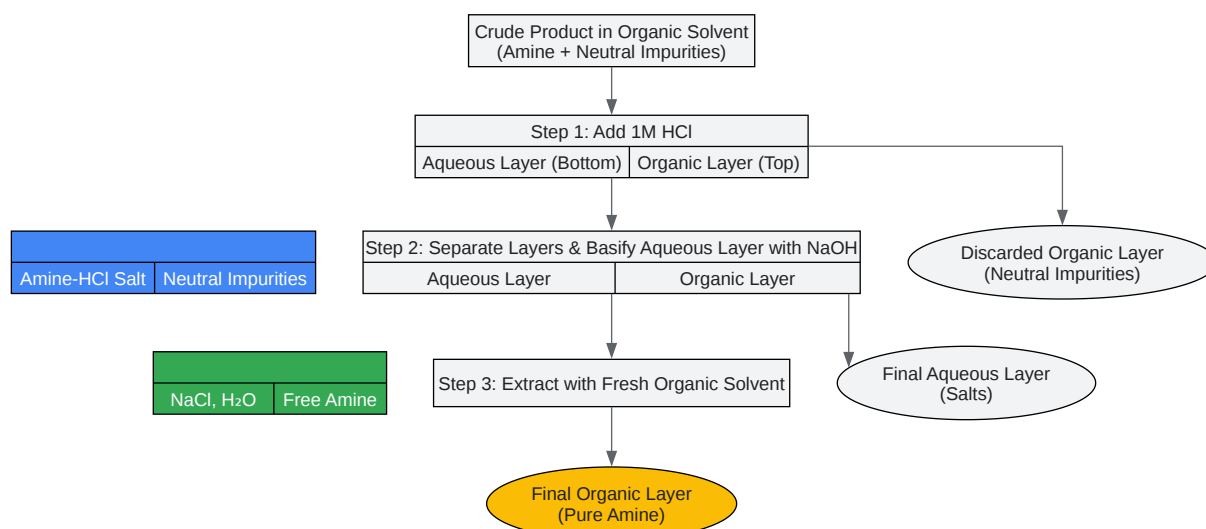 Crude Product in Organic Solvent
(Amine + Neutral Impurities)
Step 1: Add 1M HCl
Aqueous Layer (Bottom)
Organic Layer (Top)
Step 2: Separate Layers & Basify Aqueous Layer with NaOH
Aqueous Layer
Organic Layer
Discarded Organic Layer
(Neutral Impurities)
Amine-HCl Salt
Neutral Impurities
Step 3: Extract with Fresh Organic Solvent
Final Aqueous Layer
(Salts)
NaCl, H₂O
Free Amine
Final Organic Layer
(Pure Amine)